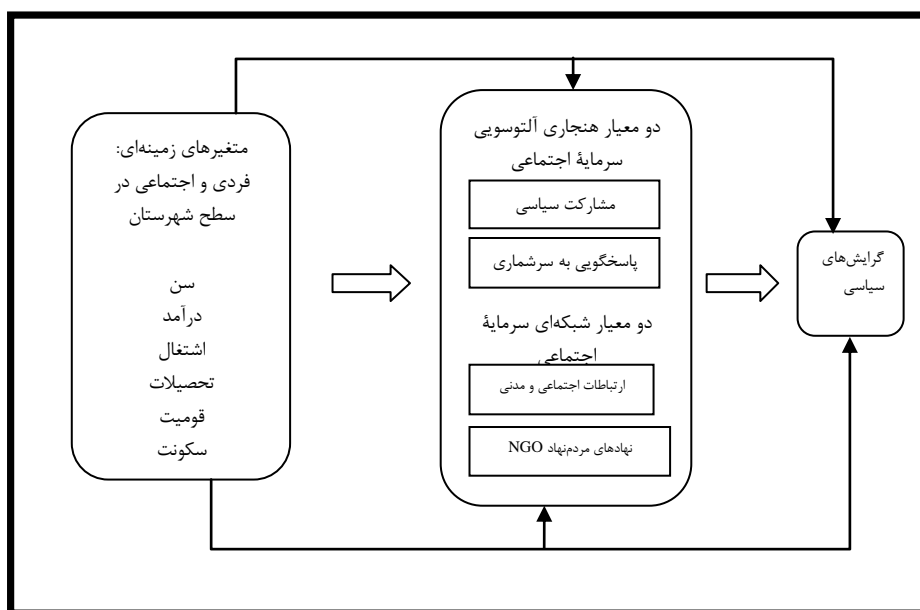 متغیرهای زمینه‌ای:
فردی و اجتماعی در
سطح شهرستان
سن
درآمد
اشتغال
تحصیلات
قومیت
سکونت
دو معیار هنجاری آلتوسویی
سرمایۀ اجتماعی
مشارکت سیاسی
پاسخگویی به سرشماری
دو معیار شبکه‌ای سرمایۀ
اجتماعی
ارتباطات اجتماعی و مدنی
نهادهای مردم‌نهاد NGO
گرایش‌های
سیاسی